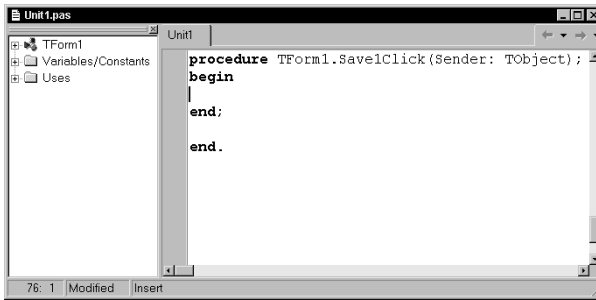 Unit1.pas
TForm1
Variables/Constants
Uses
Unit1
procedure TForm1.Save1Click(Sender: TObject);
begin
end;
end.
76: 1 Modified Insert